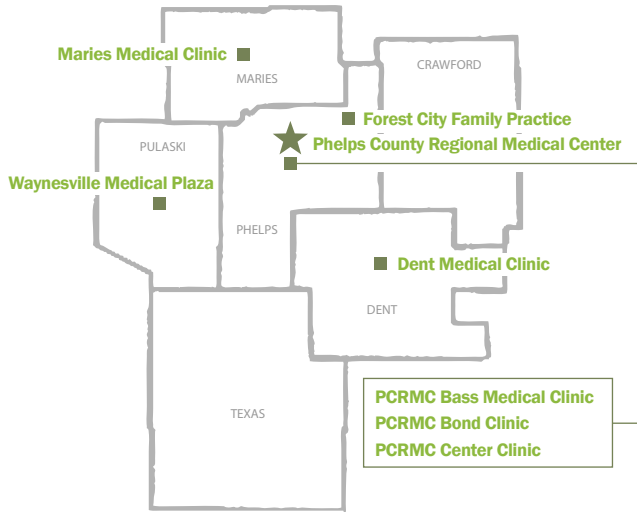 Maries Medical Clinic
MARIES
CRAWFORD
Forest City Family Practice
PULASKI
Phelps County Regional Medical Center
Waynesville Medical Plaza
PHELPS
Dent Medical Clinic
DENT
PCRMC Bass Medical Clinic
PCRMC Bond Clinic
PCRMC Center Clinic
TEXAS